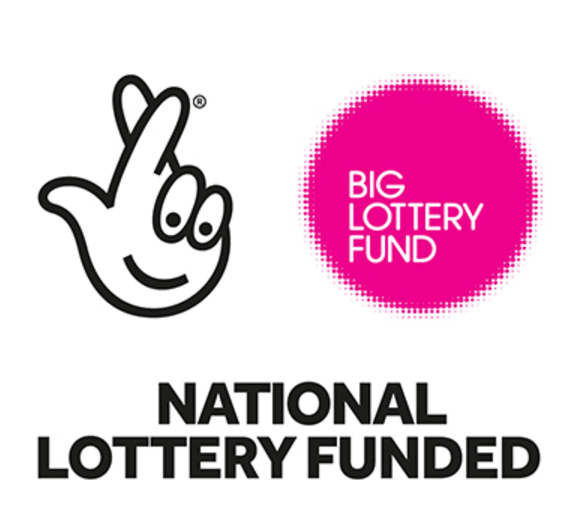 ®
BIG
LOTTERY
FUND
NATIONAL
LOTTERY FUNDED